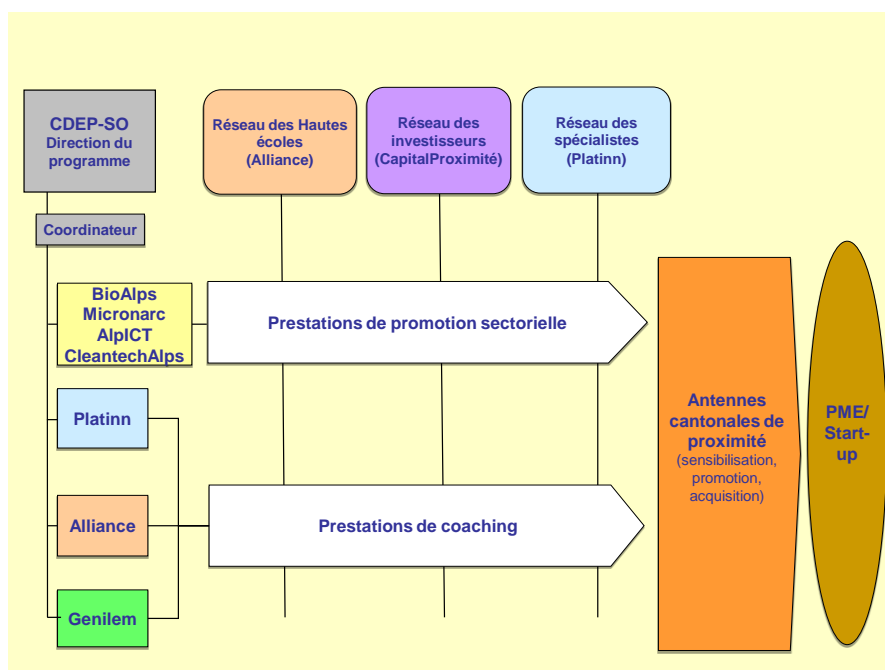 CDEP-SO
Direction du
programme
Réseau des Hautes
écoles
(Alliance)
Réseau des
investisseurs
(CapitalProximité)
Réseau des
spécialistes
(Platinn)
Coordinateur
BioAlps
Micronarc
AlpICT
CleantechAlps
Prestations de promotion sectorielle
Platinn
Alliance
Genilem
Prestations de coaching
Antennes
cantonales de
proximité
(sensibilisation,
promotion,
acquisition)
PME/
Start-
up